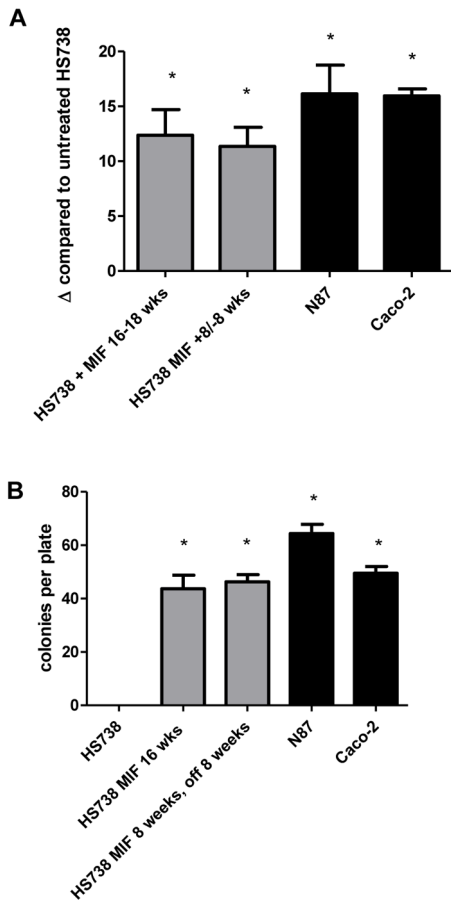 A
Δ compared to untreated HS738
20
15
10
5
0
*
*
*
*
HS738 + MIF 16-18 wks
HS738 MIF +8/-8 wks
N87
Caco-2
B
colonies per plate
80
60
40
20
0
*
*
*
*
HS738
HS738 MIF 16 wks
HS738 MIF 8 weeks, off 8 weeks
N87
Caco-2